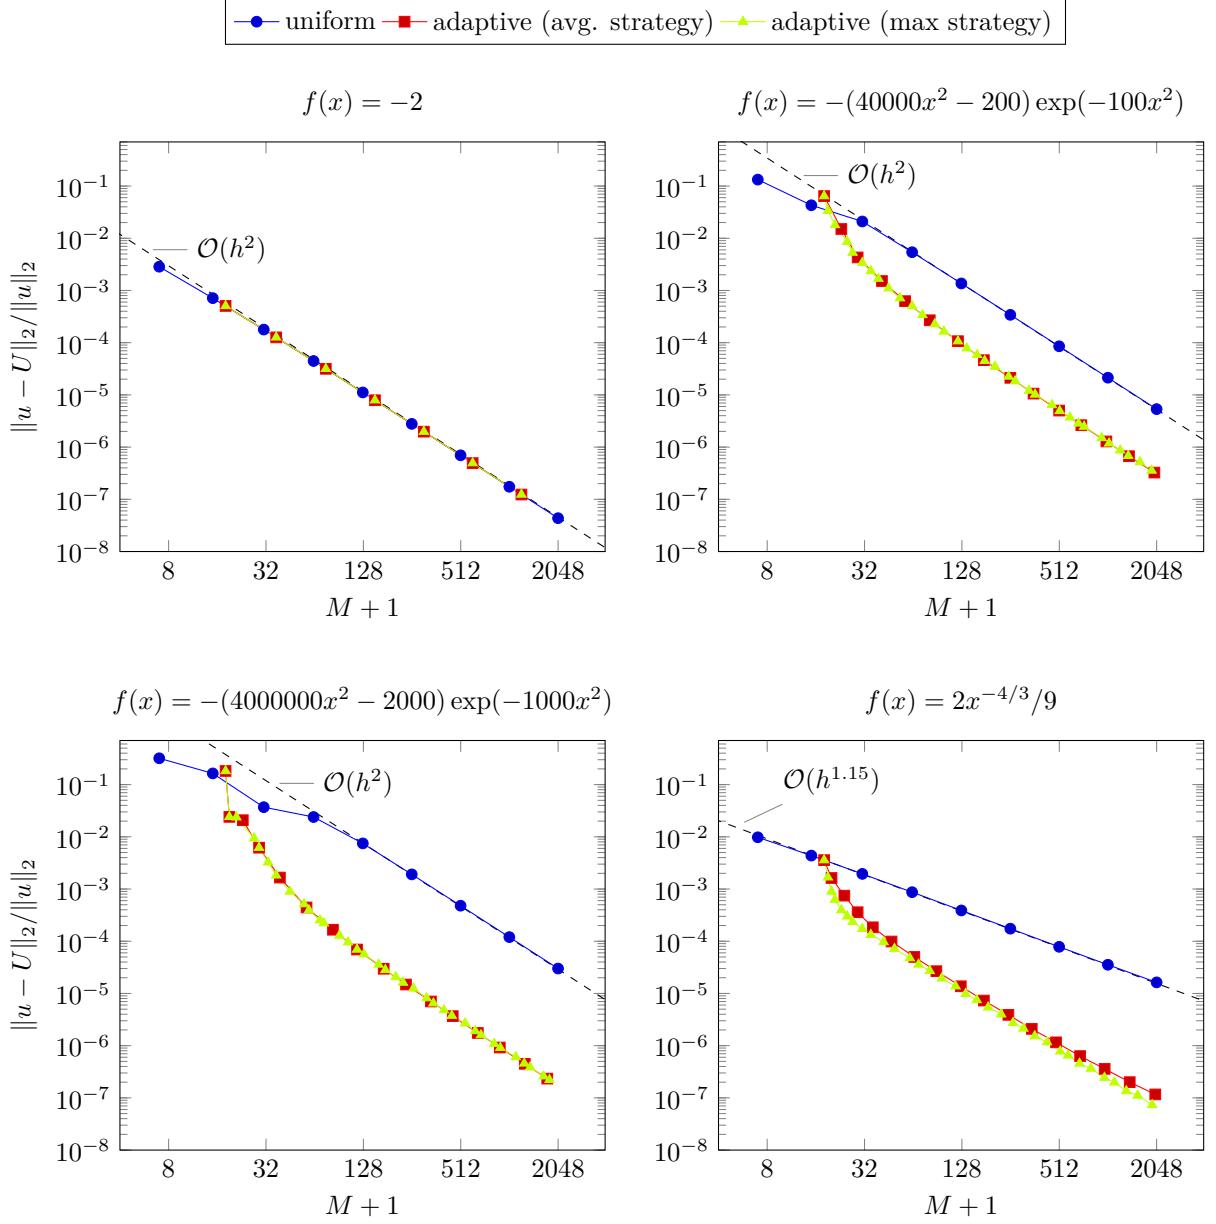 uniform adaptive (avg. strategy) adaptive (max strategy)
f(x) = −2
f(x) = −(40000x² − 200) exp(−100x²)
10⁻¹
10⁻²
10⁻³
10⁻⁴
10⁻⁵
10⁻⁶
10⁻⁷
10⁻⁸
‖u − U‖₂/‖u‖₂
𝒪(h²)
8 32 128 512 2048
M + 1
10⁻¹
10⁻²
10⁻³
10⁻⁴
10⁻⁵
10⁻⁶
10⁻⁷
10⁻⁸
𝒪(h²)
8 32 128 512 2048
M + 1
f(x) = −(4000000x² − 2000) exp(−1000x²)
f(x) = 2x⁻⁴/³/9
10⁻¹
10⁻²
10⁻³
10⁻⁴
10⁻⁵
10⁻⁶
10⁻⁷
10⁻⁸
‖u − U‖₂/‖u‖₂
𝒪(h²)
8 32 128 512 2048
M + 1
10⁻¹
10⁻²
10⁻³
10⁻⁴
10⁻⁵
10⁻⁶
10⁻⁷
10⁻⁸
𝒪(h¹·¹⁵)
8 32 128 512 2048
M + 1